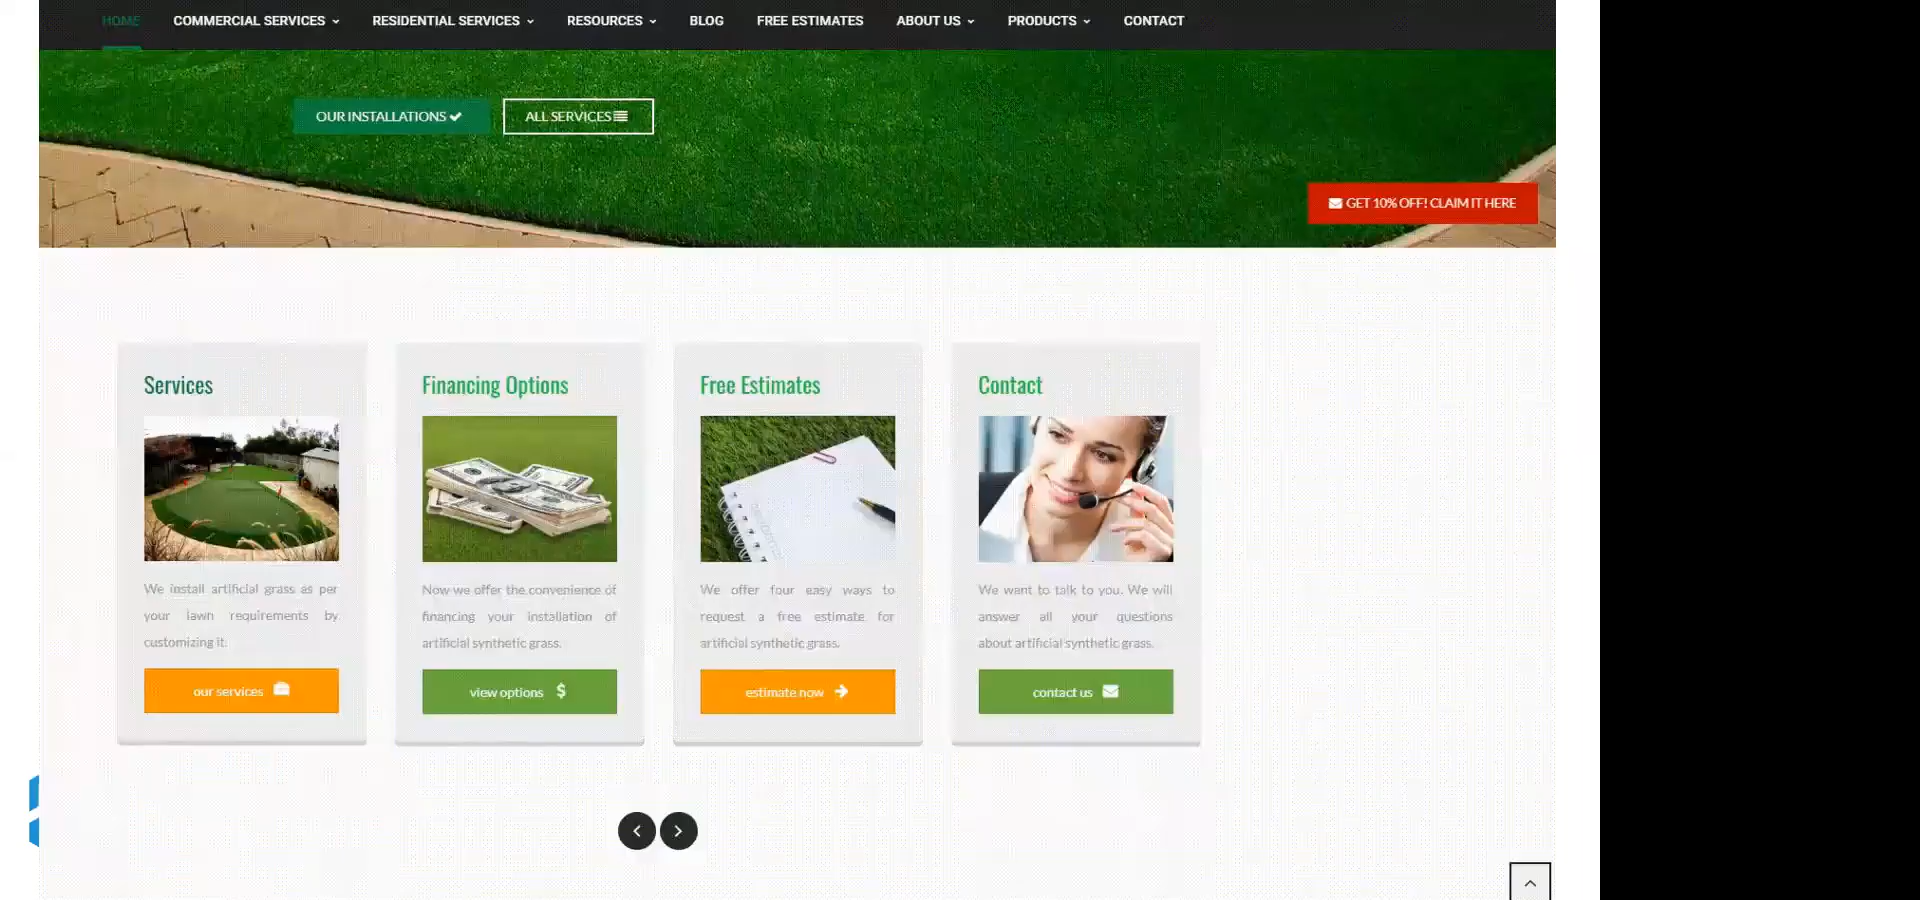 HOME COMMERCIAL SERVICES RESIDENTIAL SERVICES RESOURCES BLOG FREE ESTIMATES ABOUT US PRODUCTS CONTACT
OUR INSTALLATIONS ALL SERVICES
GET 10% OFF! CLAIM IT HERE
Services
We install artificial grass as per
your lawn requirements by
customizing it.
our services
Financing Options
Now we offer the convenience of
financing your installation of
artificial synthetic grass.
view options $
Free Estimates
We offer four easy ways to
request a free estimate for
artificial synthetic grass.
estimate now
Contact
We want to talk to you. We will
answer all your questions
about artificial synthetic grass.
contact us